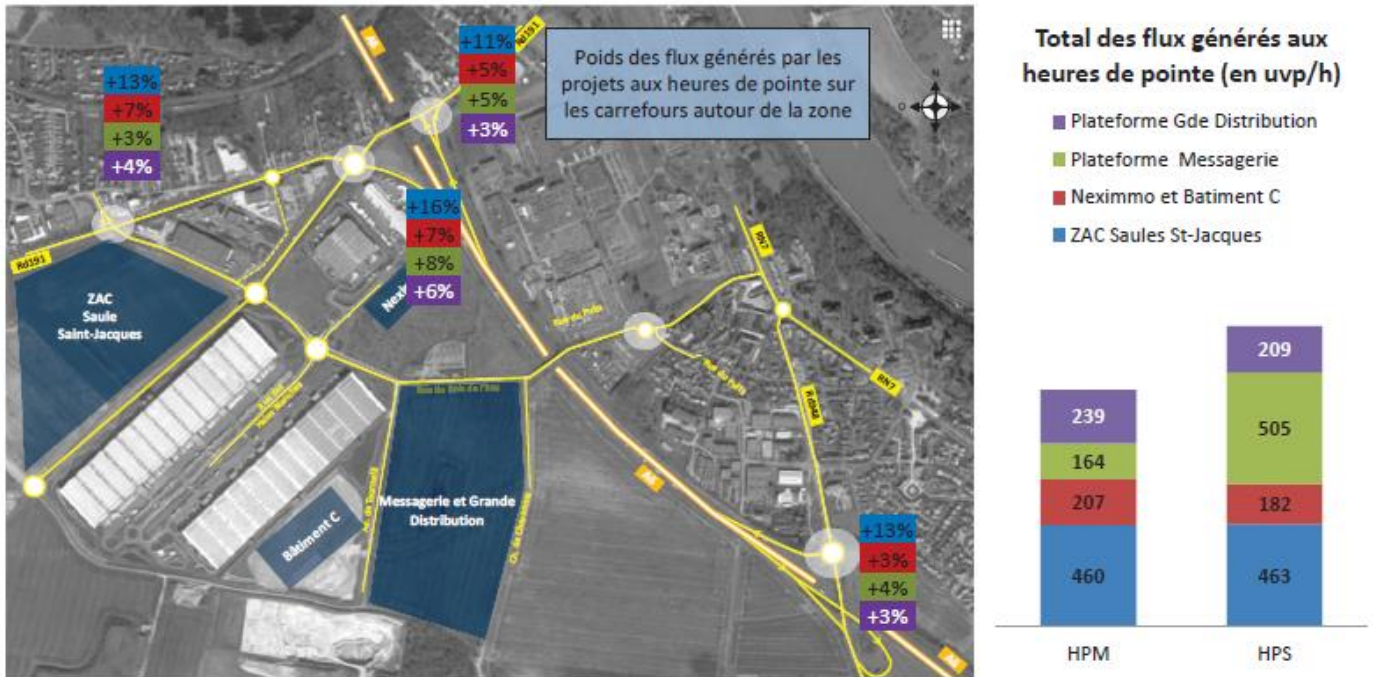 Poids des flux générés par les
projets aux heures de pointe sur
les carrefours autour de la zone
N
O
E
A6
Rd391
+11%
+5%
+5%
+3%
+13%
+7%
+3%
+4%
+16%
+7%
+8%
+6%
Rd191
ZAC
Saule
Saint-Jacques
RN7
RN7
A6
Messagerie et Grande
Distribution
Bâtiment C
+13%
+3%
+4%
+3%
Total des flux générés aux
heures de pointe (en uvp/h)
Plateforme Gde Distribution
Plateforme Messagerie
Neximmo et Batiment C
ZAC Saules St-Jacques
239
164
207
460
209
505
182
463
HPM
HPS